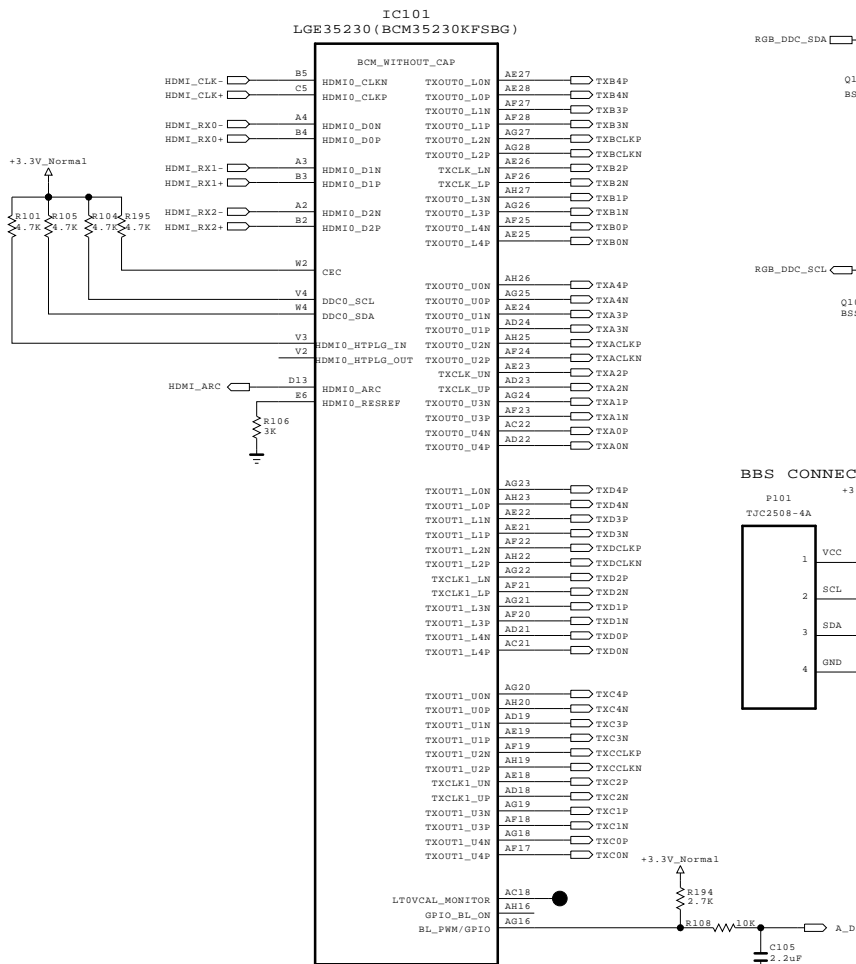 IC101
LGE35230(BCM35230KFSBG)
BCM_WITHOUT_CAP
HDMI_CLK- B5 HDMI0_CLKN
HDMI_CLK+ C5 HDMI0_CLKP
HDMI_RX0- A4 HDMI0_D0N
HDMI_RX0+ B4 HDMI0_D0P
HDMI_RX1- A3 HDMI0_D1N
HDMI_RX1+ B3 HDMI0_D1P
HDMI_RX2- A2 HDMI0_D2N
HDMI_RX2+ B2 HDMI0_D2P
+3.3V_Normal
R101 R105 R104 R195
4.7K 4.7K 4.7K 4.7K
W2 CEC
V4 DDC0_SCL
W4 DDC0_SDA
V3 HDMI0_HTPLG_IN
V2 HDMI0_HTPLG_OUT
HDMI_ARC D13 HDMI0_ARC
E6 HDMI0_RESREF
R106
3K
TXOUT0_L0N AE27 TXB4P
TXOUT0_L0P AE28 TXB4N
TXOUT0_L1N AF27 TXB3P
TXOUT0_L1P AF28 TXB3N
TXOUT0_L2N AG27 TXBCLKP
TXOUT0_L2P AG28 TXBCLKN
TXCLK_LN AE26 TXB2P
TXCLK_LP AF26 TXB2N
TXOUT0_L3N AH27 TXB1P
TXOUT0_L3P AG26 TXB1N
TXOUT0_L4N AF25 TXB0P
TXOUT0_L4P AE25 TXB0N
TXOUT0_U0N AH26 TXA4P
TXOUT0_U0P AG25 TXA4N
TXOUT0_U1N AE24 TXA3P
TXOUT0_U1P AD24 TXA3N
TXOUT0_U2N AH25 TXACLKP
TXOUT0_U2P AF24 TXACLKN
TXCLK_UN AE23 TXA2P
TXCLK_UP AD23 TXA2N
TXOUT0_U3N AG24 TXA1P
TXOUT0_U3P AF23 TXA1N
TXOUT0_U4N AC22 TXA0P
TXOUT0_U4P AD22 TXA0N
TXOUT1_L0N AG23 TXD4P
TXOUT1_L0P AH23 TXD4N
TXOUT1_L1N AE22 TXD3P
TXOUT1_L1P AE21 TXD3N
TXOUT1_L2N AF22 TXDCLKP
TXOUT1_L2P AH22 TXDCLKN
TXCLK1_LN AG22 TXD2P
TXCLK1_LP AF21 TXD2N
TXOUT1_L3N AG21 TXD1P
TXOUT1_L3P AF20 TXD1N
TXOUT1_L4N AD21 TXD0P
TXOUT1_L4P AC21 TXD0N
TXOUT1_U0N AG20 TXC4P
TXOUT1_U0P AH20 TXC4N
TXOUT1_U1N AD19 TXC3P
TXOUT1_U1P AE19 TXC3N
TXOUT1_U2N AF19 TXCCLKP
TXOUT1_U2P AH19 TXCCLKN
TXCLK1_UN AE18 TXC2P
TXCLK1_UP AD18 TXC2N
TXOUT1_U3N AG19 TXC1P
TXOUT1_U3P AF18 TXC1N
TXOUT1_U4N AG18 TXC0P
TXOUT1_U4P AF17 TXC0N
LT0VCAL_MONITOR AC18
GPIO_BL_ON AH16
BL_PWM/GPIO AG16
+3.3V_Normal
R194
2.7K
R108 10K
A_D
C105
2.2uF
RGB_DDC_SDA
Q1
BS
RGB_DDC_SCL
Q10
BSS
BBS CONNEC
+3
P101
TJC2508-4A
1 VCC
2 SCL
3 SDA
4 GND